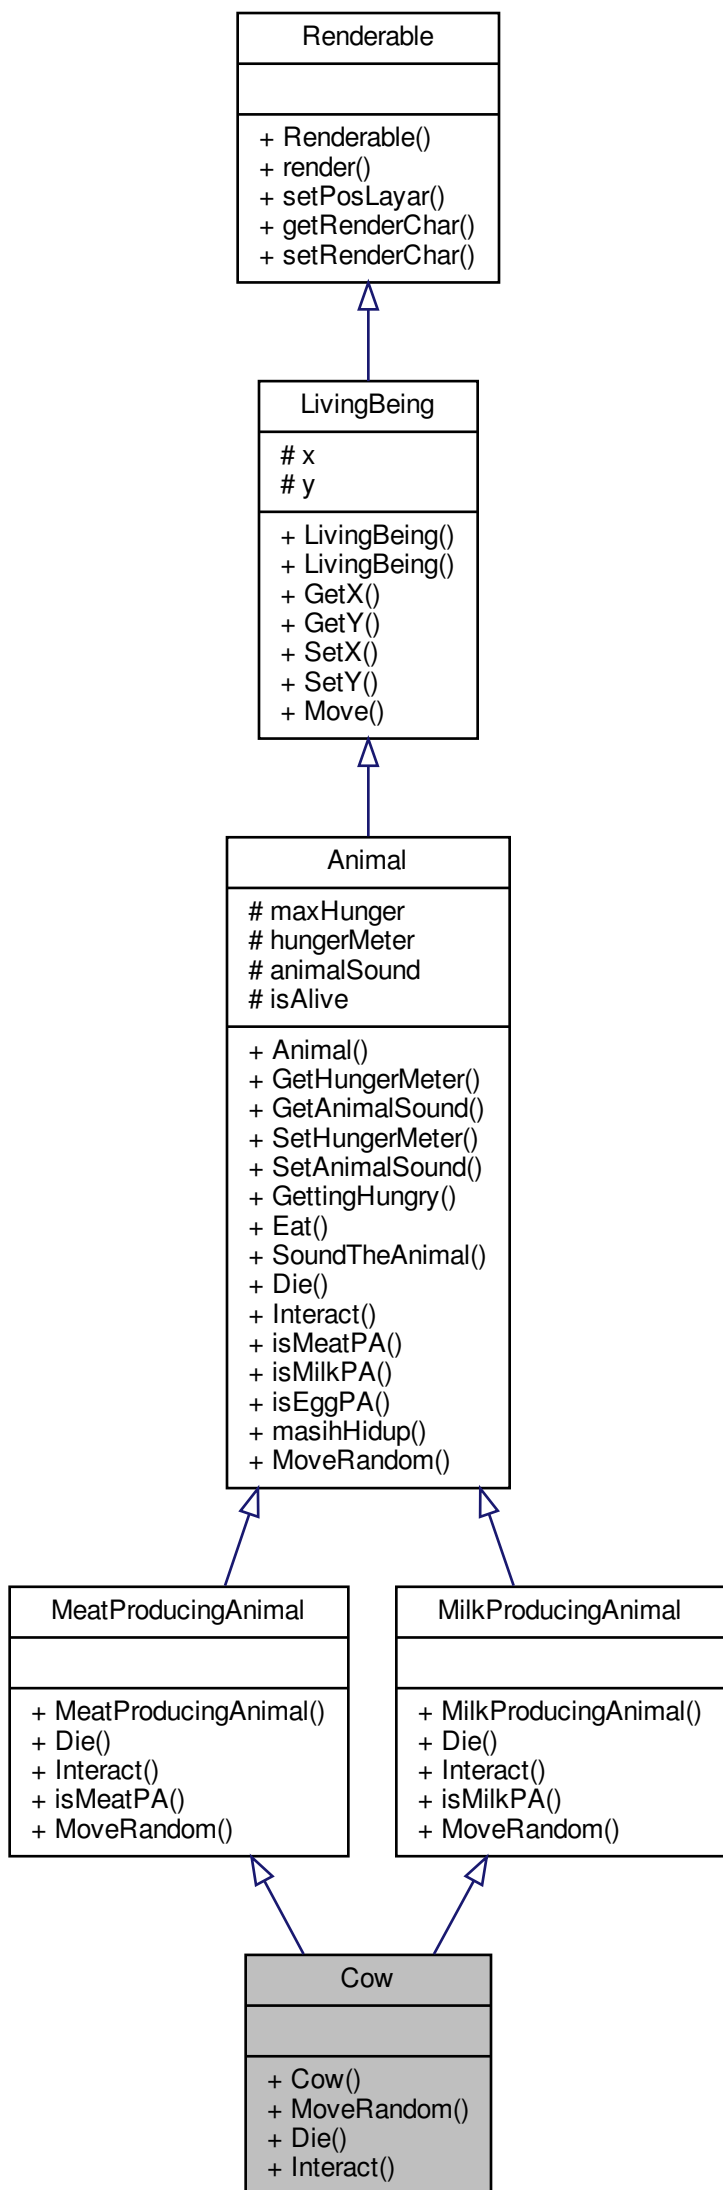 Renderable
+ Renderable()
+ render()
+ setPosLayar()
+ getRenderChar()
+ setRenderChar()
LivingBeing
# x
# y
+ LivingBeing()
+ LivingBeing()
+ GetX()
+ GetY()
+ SetX()
+ SetY()
+ Move()
Animal
# maxHunger
# hungerMeter
# animalSound
# isAlive
+ Animal()
+ GetHungerMeter()
+ GetAnimalSound()
+ SetHungerMeter()
+ SetAnimalSound()
+ GettingHungry()
+ Eat()
+ SoundTheAnimal()
+ Die()
+ Interact()
+ isMeatPA()
+ isMilkPA()
+ isEggPA()
+ masihHidup()
+ MoveRandom()
MeatProducingAnimal
+ MeatProducingAnimal()
+ Die()
+ Interact()
+ isMeatPA()
+ MoveRandom()
MilkProducingAnimal
+ MilkProducingAnimal()
+ Die()
+ Interact()
+ isMilkPA()
+ MoveRandom()
Cow
+ Cow()
+ MoveRandom()
+ Die()
+ Interact()